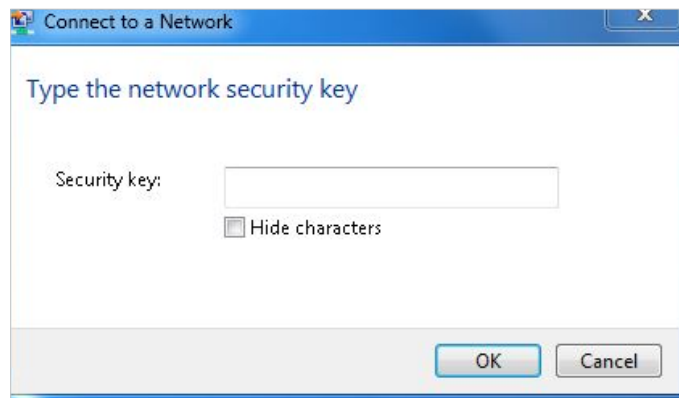 Connect to a Network
Type the network security key
Security key:
Hide characters
OK Cancel